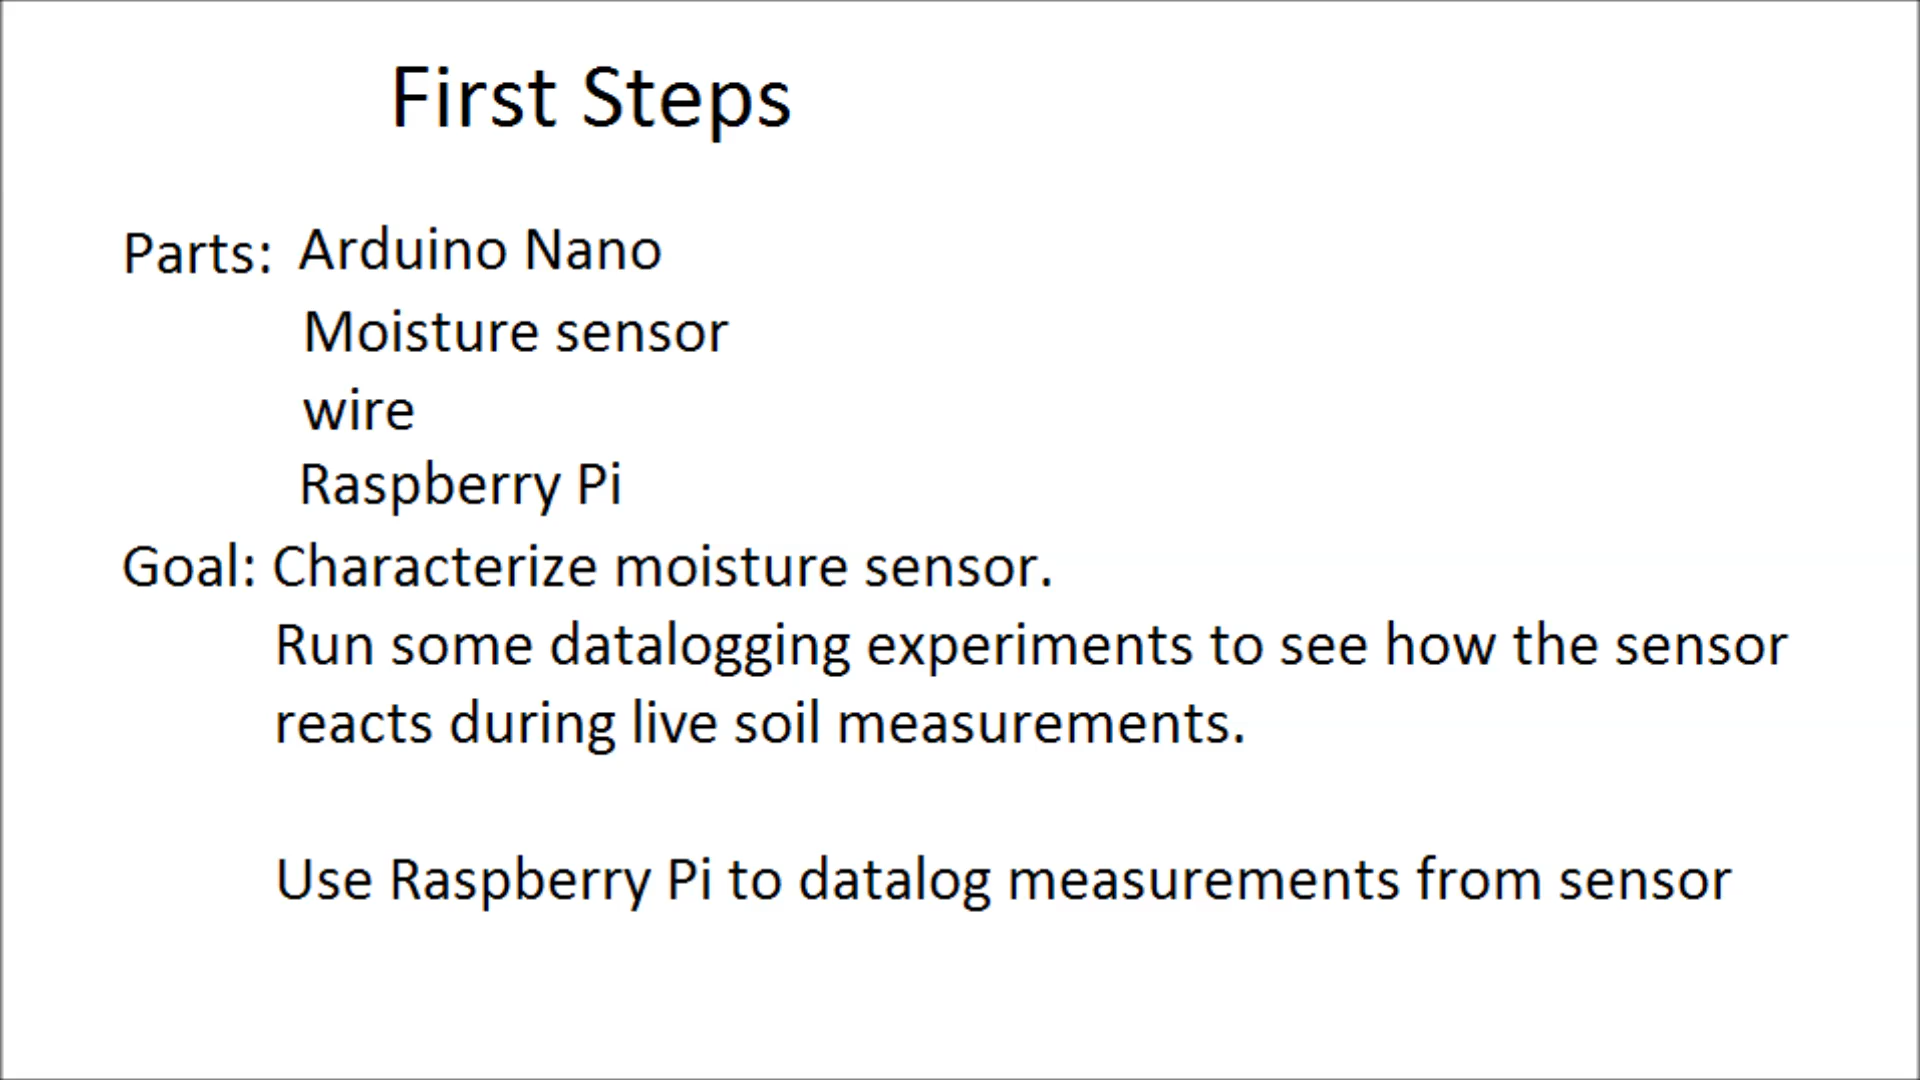 First Steps
Parts: Arduino Nano
Moisture sensor
wire
Raspberry Pi
Goal: Characterize moisture sensor.
Run some datalogging experiments to see how the sensor
reacts during live soil measurements.
Use Raspberry Pi to datalog measurements from sensor